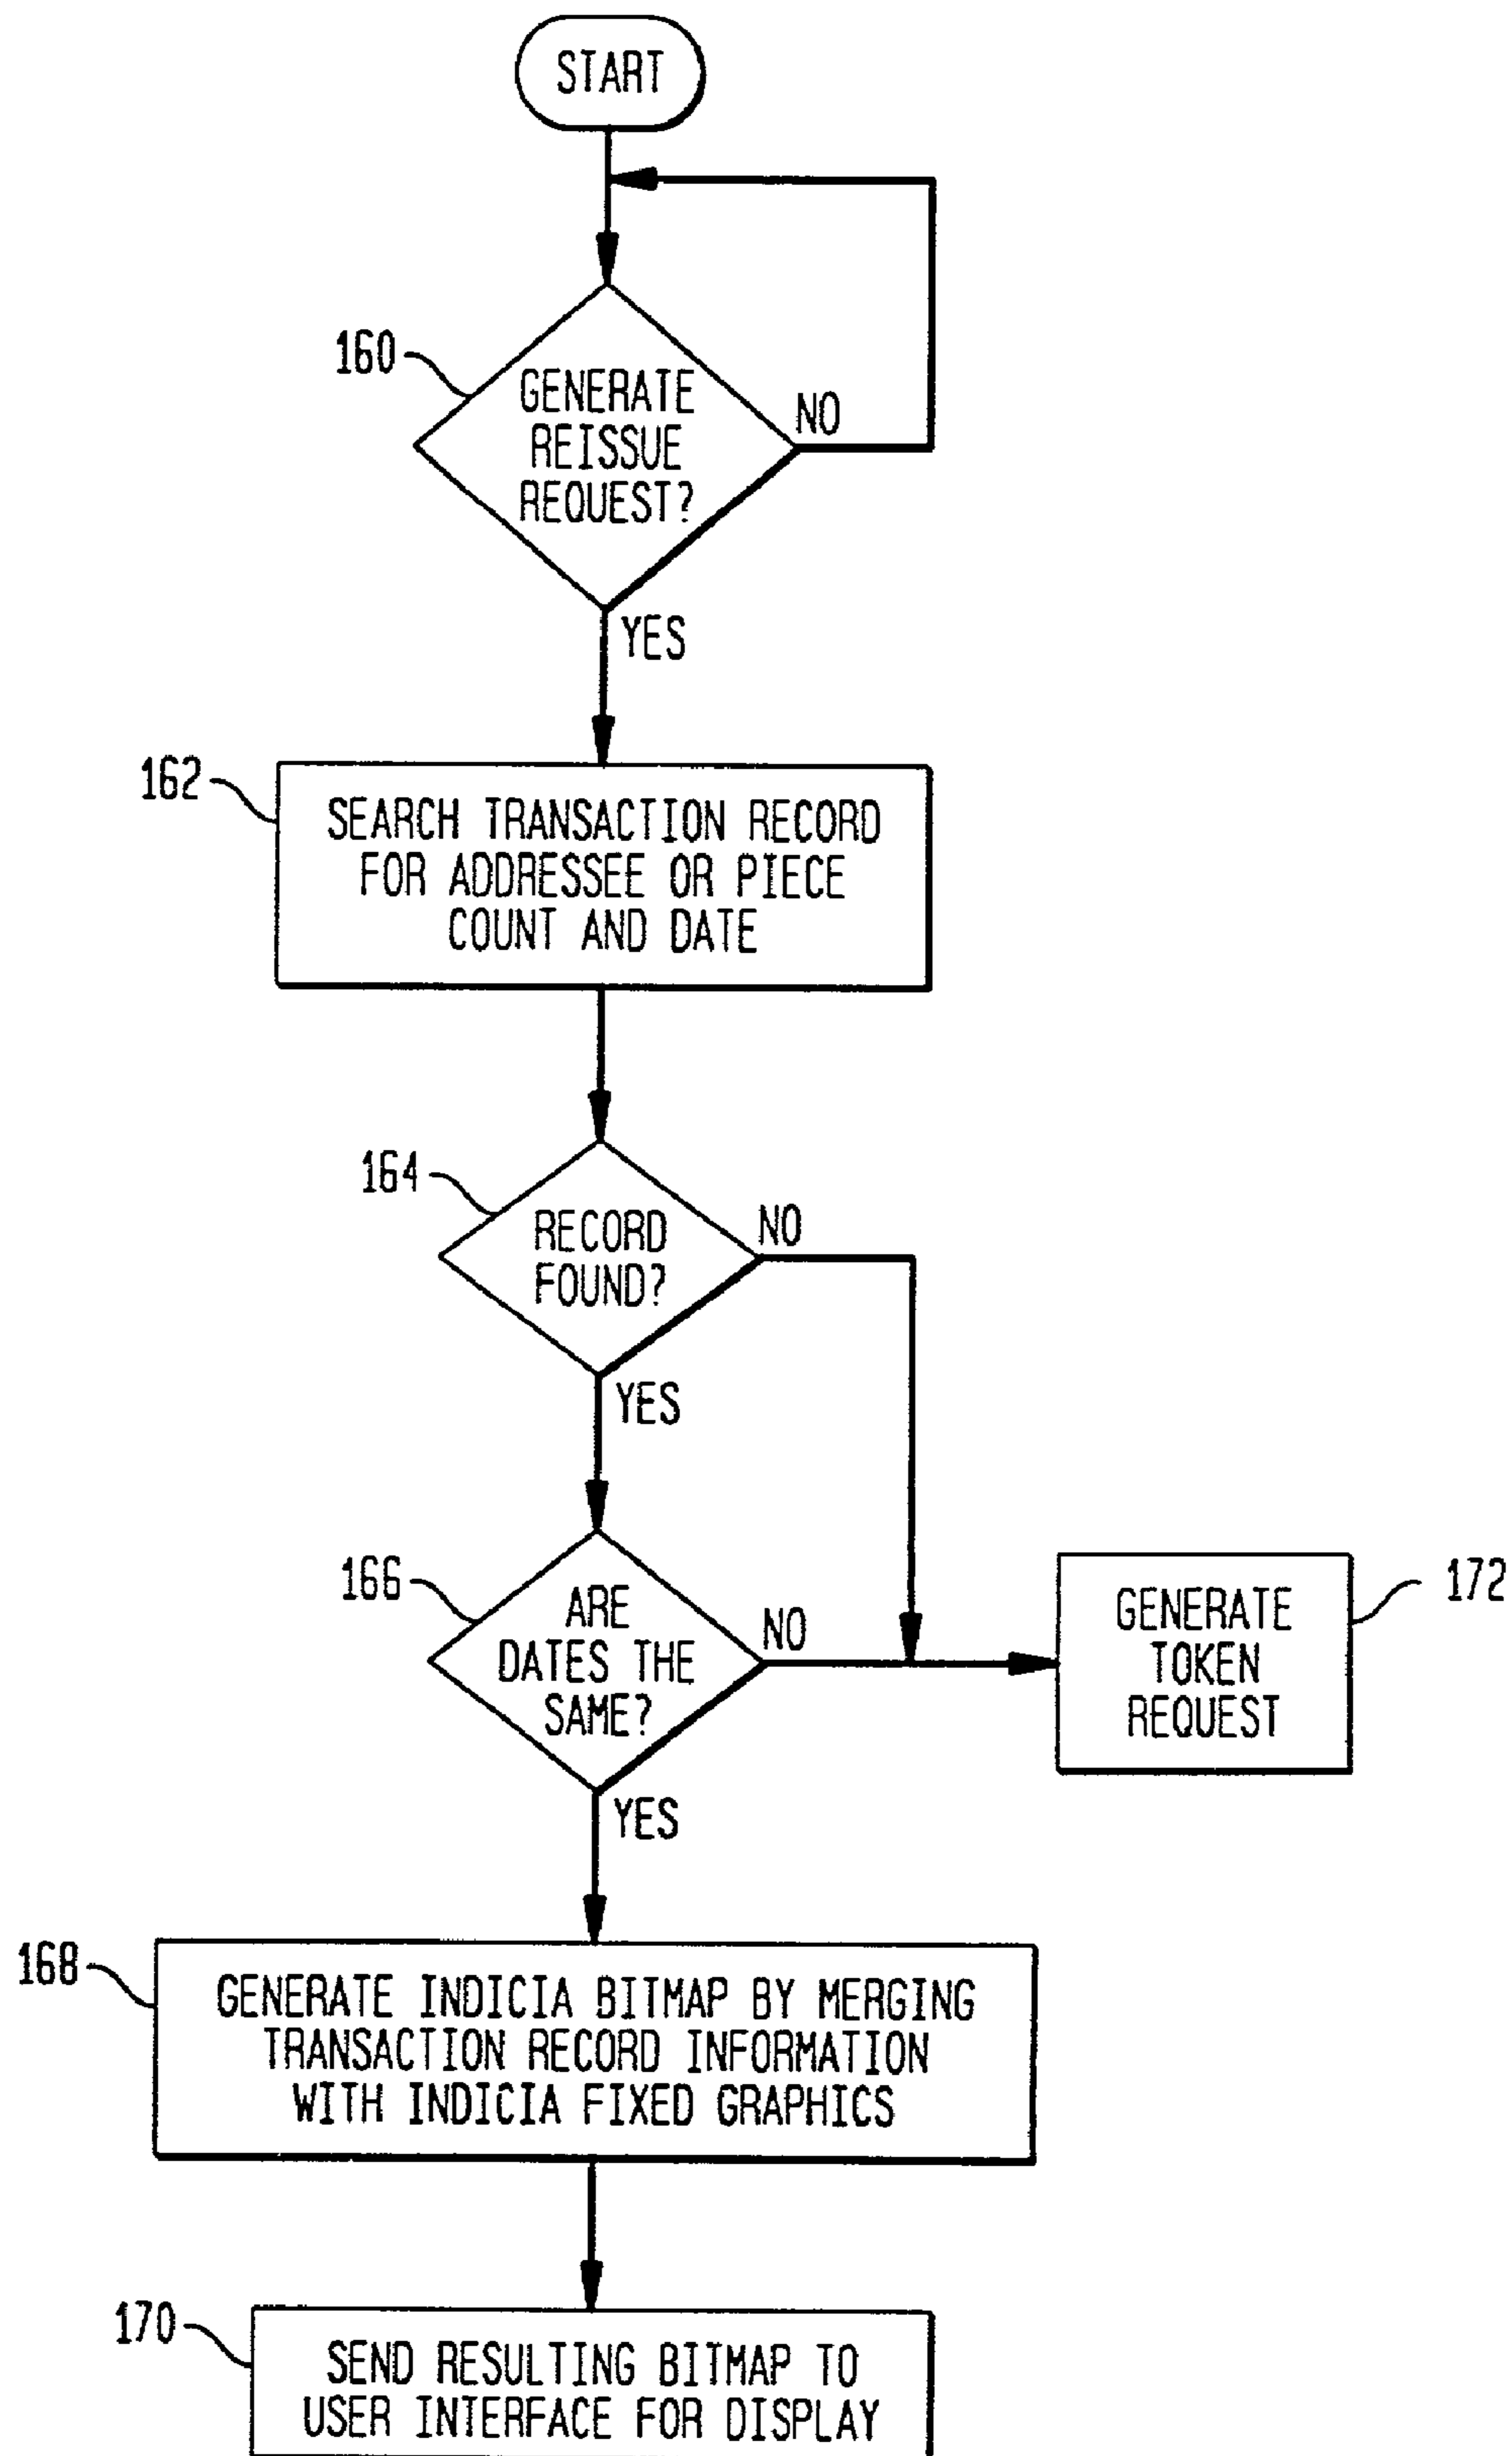 START
160
GENERATE
REISSUE
REQUEST?
NO
YES
162
SEARCH TRANSACTION RECORD
FOR ADDRESSEE OR PIECE
COUNT AND DATE
164
RECORD
FOUND?
NO
YES
166
ARE
DATES THE
SAME?
NO
172
GENERATE
TOKEN
REQUEST
YES
168
GENERATE INDICIA BITMAP BY MERGING
TRANSACTION RECORD INFORMATION
WITH INDICIA FIXED GRAPHICS
170
SEND RESULTING BITMAP TO
USER INTERFACE FOR DISPLAY